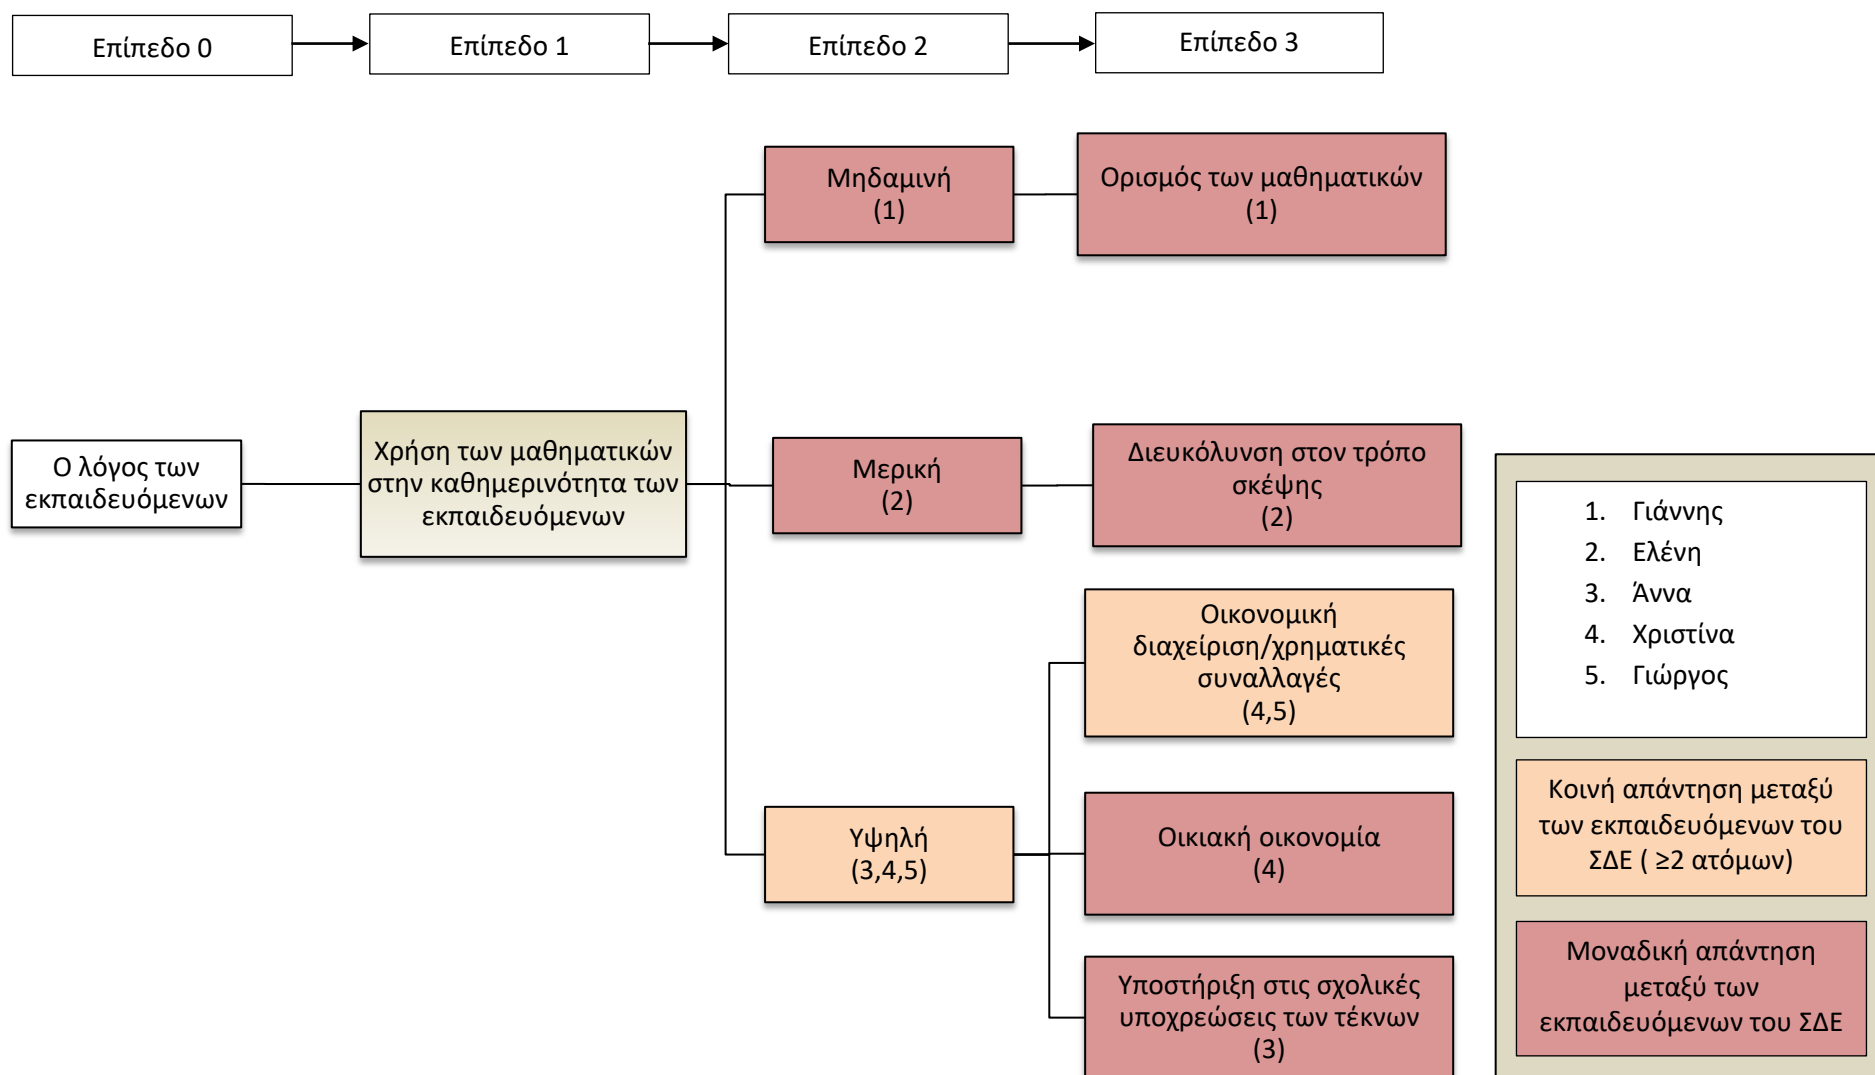 Επίπεδο 0
Επίπεδο 1
Επίπεδο 2
Επίπεδο 3
Μηδαμινή
(1)
Ορισμός των μαθηματικών
(1)
Ο λόγος των
εκπαιδευόμενων
Χρήση των μαθηματικών
στην καθημερινότητα των
εκπαιδευόμενων
Μερική
(2)
Διευκόλυνση στον τρόπο
σκέψης
(2)
Οικονομική
διαχείριση/χρηματικές
συναλλαγές
(4,5)
Υψηλή
(3,4,5)
Οικιακή οικονομία
(4)
Υποστήριξη στις σχολικές
υποχρεώσεις των τέκνων
(3)
1. Γιάννης
2. Ελένη
3. Άννα
4. Χριστίνα
5. Γιώργος
Κοινή απάντηση μεταξύ
των εκπαιδευόμενων του
ΣΔΕ ( ≥2 ατόμων)
Μοναδική απάντηση
μεταξύ των
εκπαιδευόμενων του ΣΔΕ